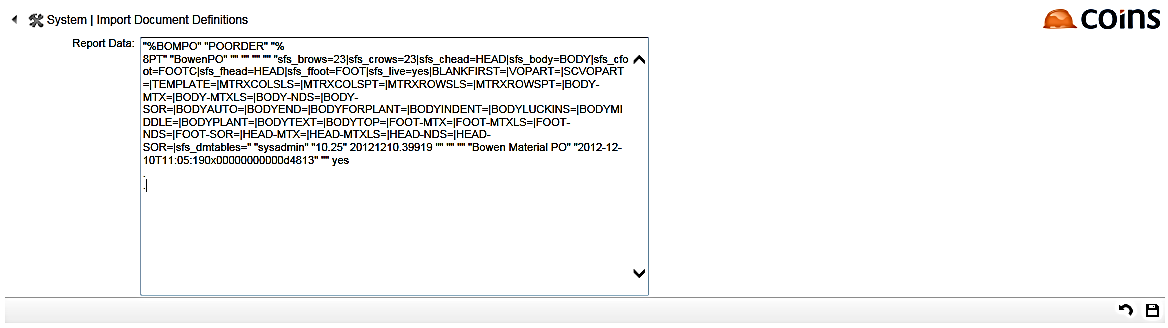 System | Import Document Definitions
coins
Report Data:
"%BOMPO" "POORDER" "%
8PT" "BowenPO" "" "" "" "" "sfs_brows=23|sfs_crows=23|sfs_chead=HEAD|sfs_body=BODY|sfs_cfo
ot=FOOTC|sfs_fhead=HEAD|sfs_ffoot=FOOT|sfs_live=yes|BLANKFIRST=|VOPART=|SCVOPART
=|TEMPLATE=|MTRXCOLSLS=|MTRXCOLSPT=|MTRXROWSLS=|MTRXROWSPT=|BODY-
MTX=|BODY-MTXLS=|BODY-NDS=|BODY-
SOR=|BODYAUTO=|BODYEND=|BODYFORPLANT=|BODYINDENT=|BODYLUCKINS=|BODYMI
DDLE=|BODYPLANT=|BODYTEXT=|BODYTOP=|FOOT-MTX=|FOOT-MTXLS=|FOOT-
NDS=|FOOT-SOR=|HEAD-MTX=|HEAD-MTXLS=|HEAD-NDS=|HEAD-
SOR=|sfs_dmtables=" "sysadmin" "10.25" 20121210.39919 "" "" "" "Bowen Material PO" "2012-12-
10T11:05:190x00000000000d4813" "" yes
.
.